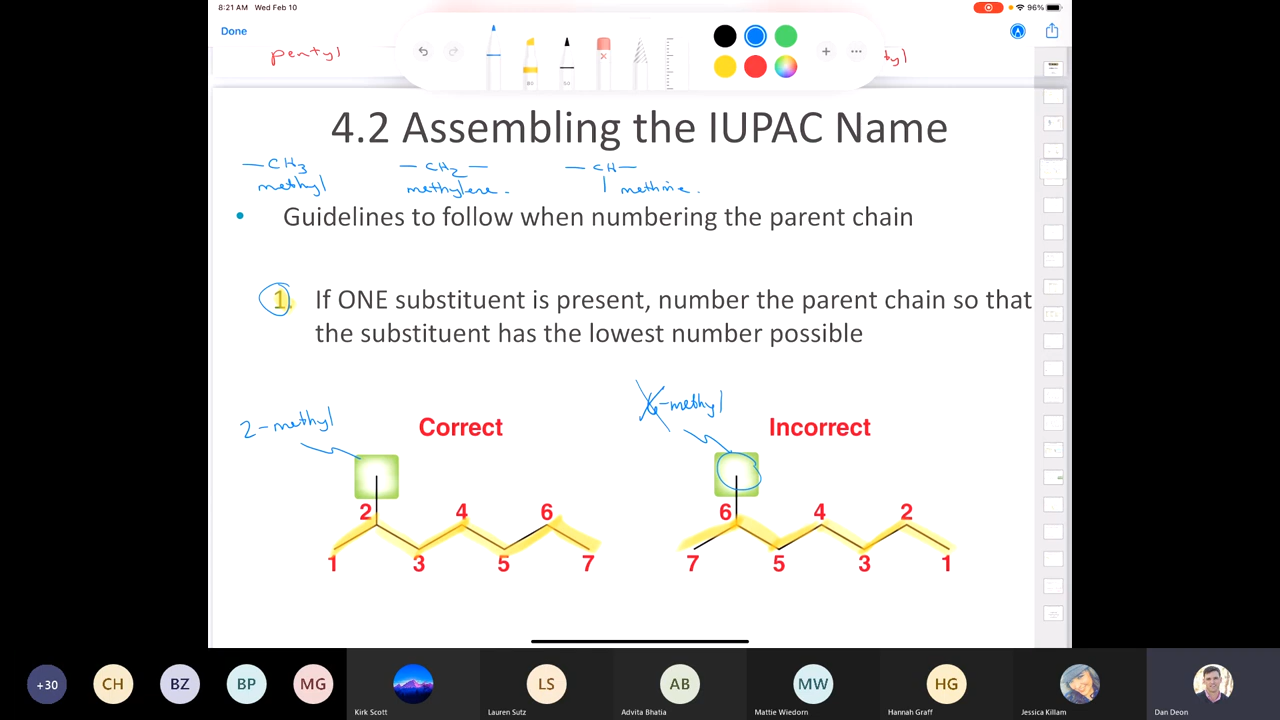 8:21 AM Wed Feb 10
96%
Done
pentyl
tyl
4.2 Assembling the IUPAC Name
—CH3 —CH2— —CH—
methyl methylene. methine.
• Guidelines to follow when numbering the parent chain
1. If ONE substituent is present, number the parent chain so that
the substituent has the lowest number possible
2-methyl
6-methyl
Correct
Incorrect
2 4 6
1 3 5 7
6 4 2
7 5 3 1
+30
CH
BZ
BP
MG
LS
AB
MW
HG
Kirk Scott
Lauren Sutz
Advita Bhatia
Mattie Wiedorn
Hannah Graff
Jessica Killam
Dan Deon